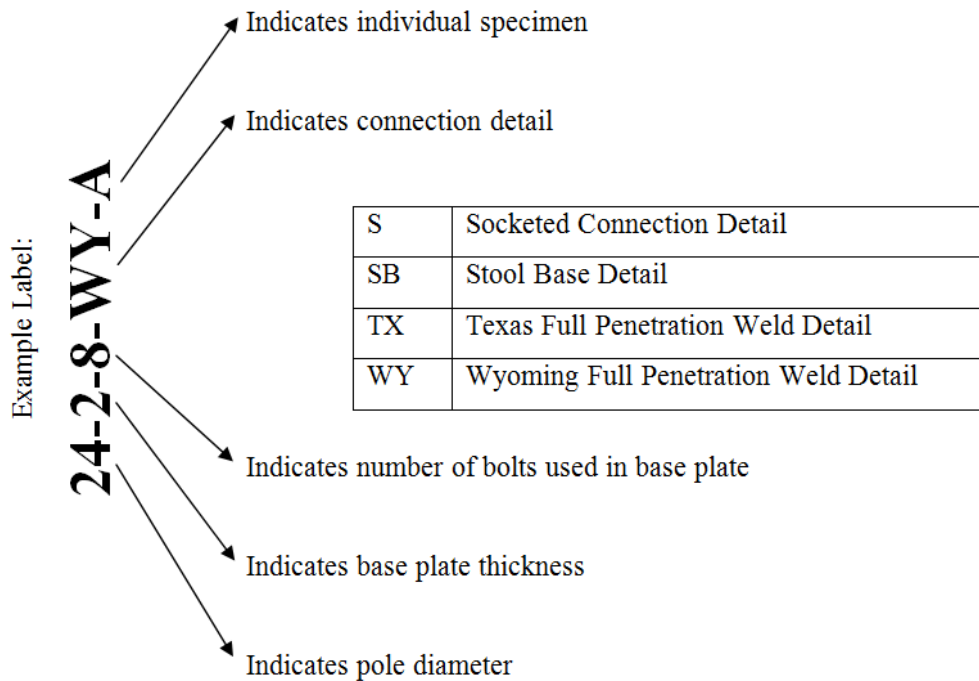 Indicates individual specimen
Indicates connection detail
Example Label:
24-2-8-WY-A
S Socketed Connection Detail
SB Stool Base Detail
TX Texas Full Penetration Weld Detail
WY Wyoming Full Penetration Weld Detail
Indicates number of bolts used in base plate
Indicates base plate thickness
Indicates pole diameter